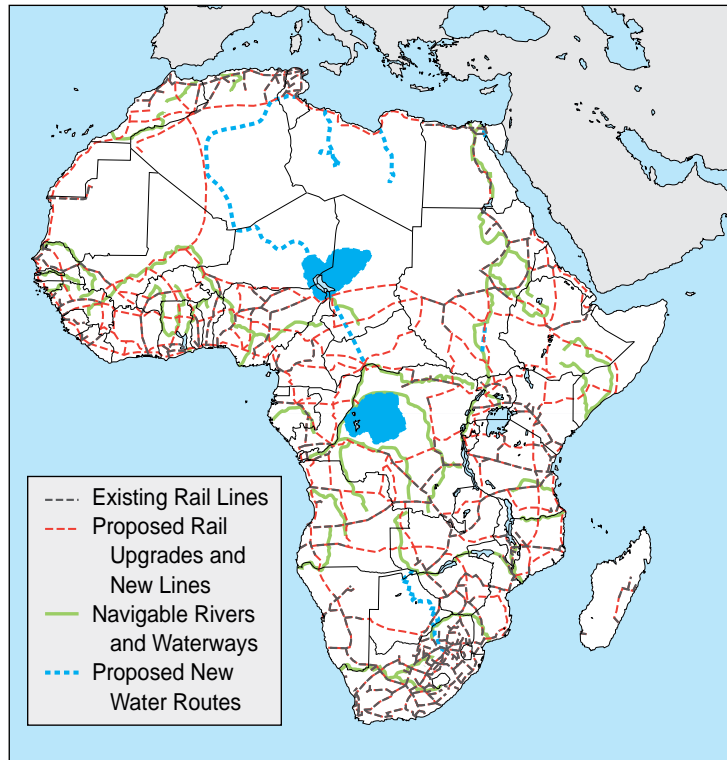 Existing Rail Lines
Proposed Rail
Upgrades and
New Lines
Navigable Rivers
and Waterways
Proposed New
Water Routes